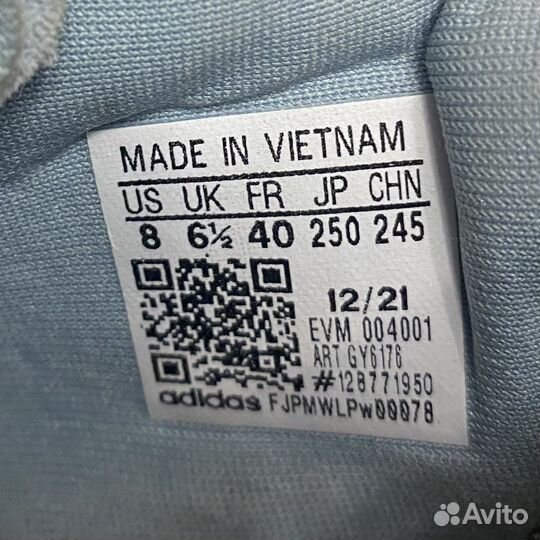 MADE IN VIETNAM
US UK FR JP CHN
8 6½ 40 250 245
12/21
EVM 004001
ART GY6176
#128771950
adidas FJPMWLPW00078
Avito